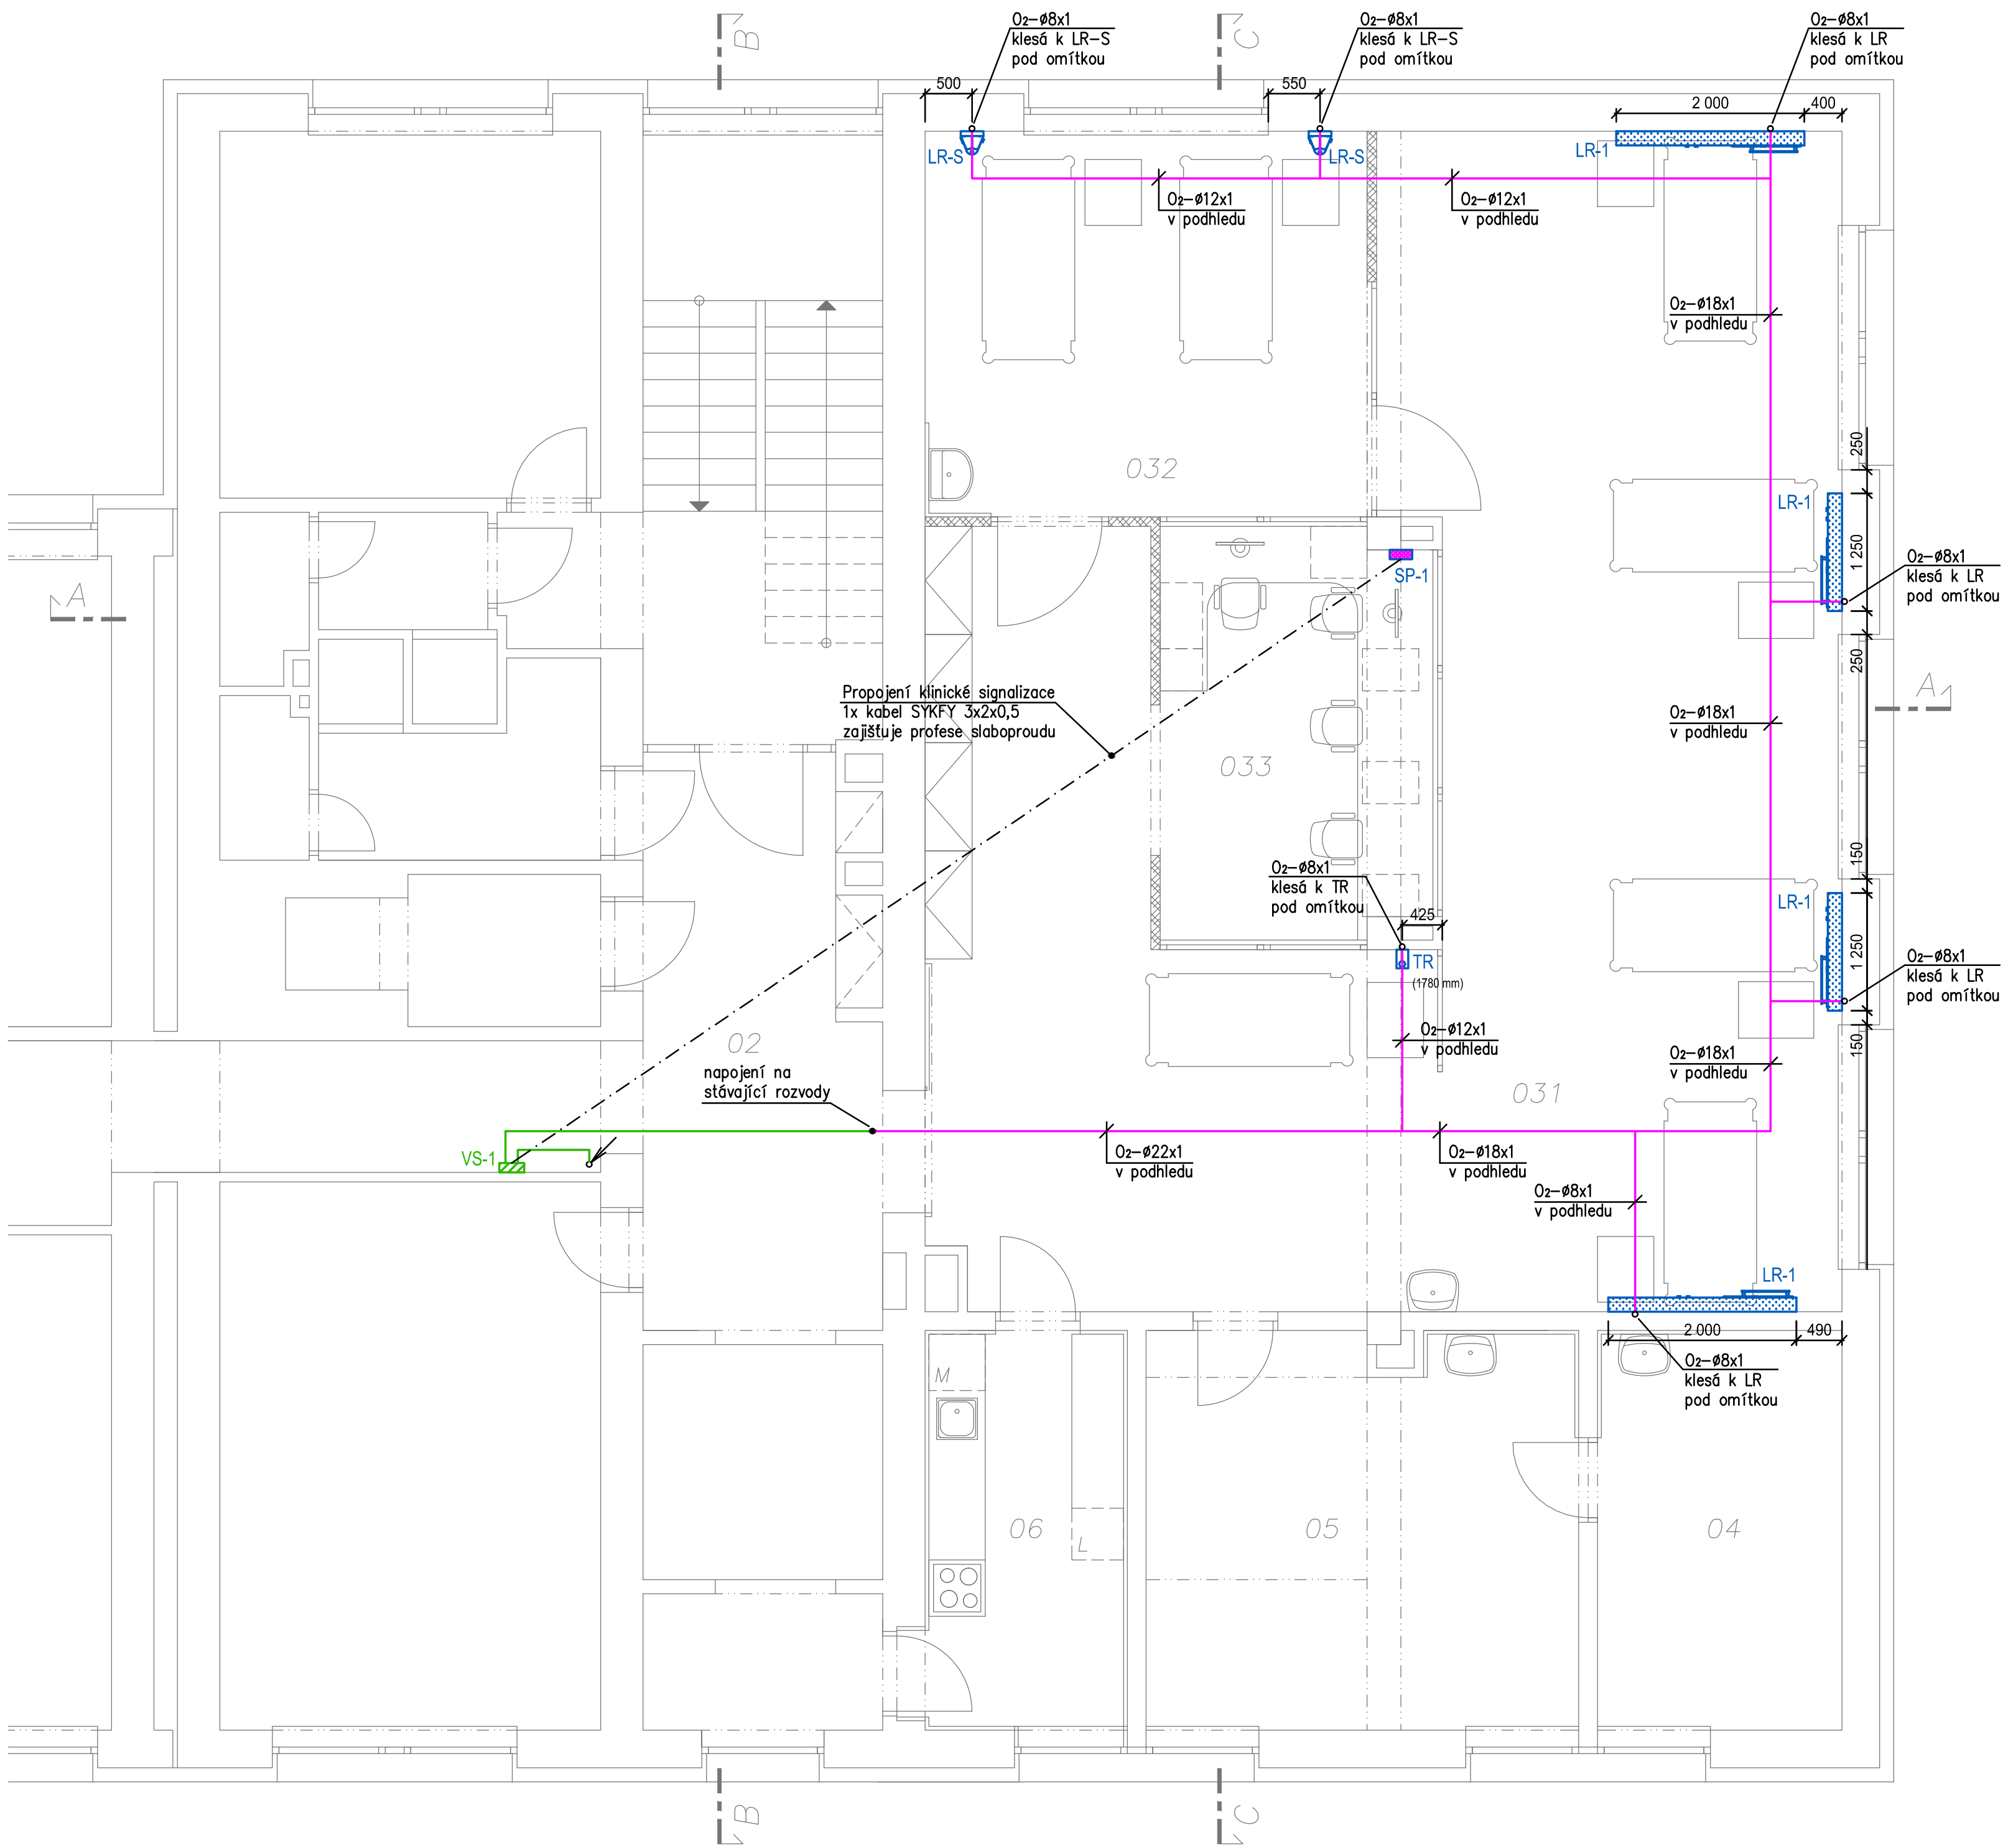 B
C
O₂-ø8x1
klesá k LR-S
pod omítkou
O₂-ø8x1
klesá k LR-S
pod omítkou
O₂-ø8x1
klesá k LR
pod omítkou
500
550
2 000
400
LR-S
LR-S
LR-1
O₂-ø12x1
v podhledu
O₂-ø12x1
v podhledu
O₂-ø18x1
v podhledu
032
250
LR-1
1 250
O₂-ø8x1
klesá k LR
pod omítkou
SP-1
A
250
A
Propojení klinické signalizace
1x kabel SYKFY 3x2x0,5
zajišťuje profese slaboproudu
O₂-ø18x1
v podhledu
033
150
O₂-ø8x1
klesá k TR
pod omítkou
425
LR-1
1 250
TR
(1780 mm)
O₂-ø8x1
klesá k LR
pod omítkou
O₂-ø12x1
v podhledu
150
02
napojení na
stávající rozvody
O₂-ø18x1
v podhledu
031
VS-1
O₂-ø22x1
v podhledu
O₂-ø18x1
v podhledu
O₂-ø8x1
v podhledu
LR-1
2 000
490
O₂-ø8x1
klesá k LR
pod omítkou
M
06
L
05
04
B
C